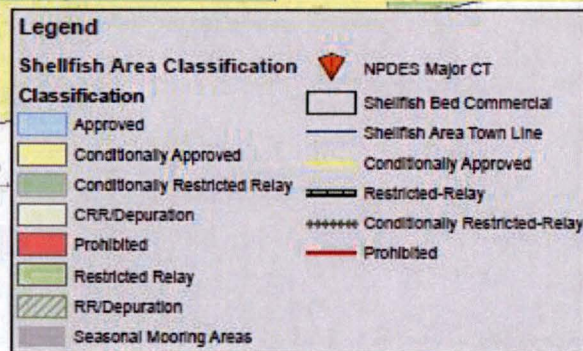 Legend
Shellfish Area Classification
Classification
Approved
Conditionally Approved
Conditionally Restricted Relay
CRR/Depuration
Prohibited
Restricted Relay
RR/Depuration
Seasonal Mooring Areas
NPDES Major CT
Shellfish Bed Commercial
Shellfish Area Town Line
Conditionally Approved
Restricted-Relay
Conditionally Restricted-Relay
Prohibited